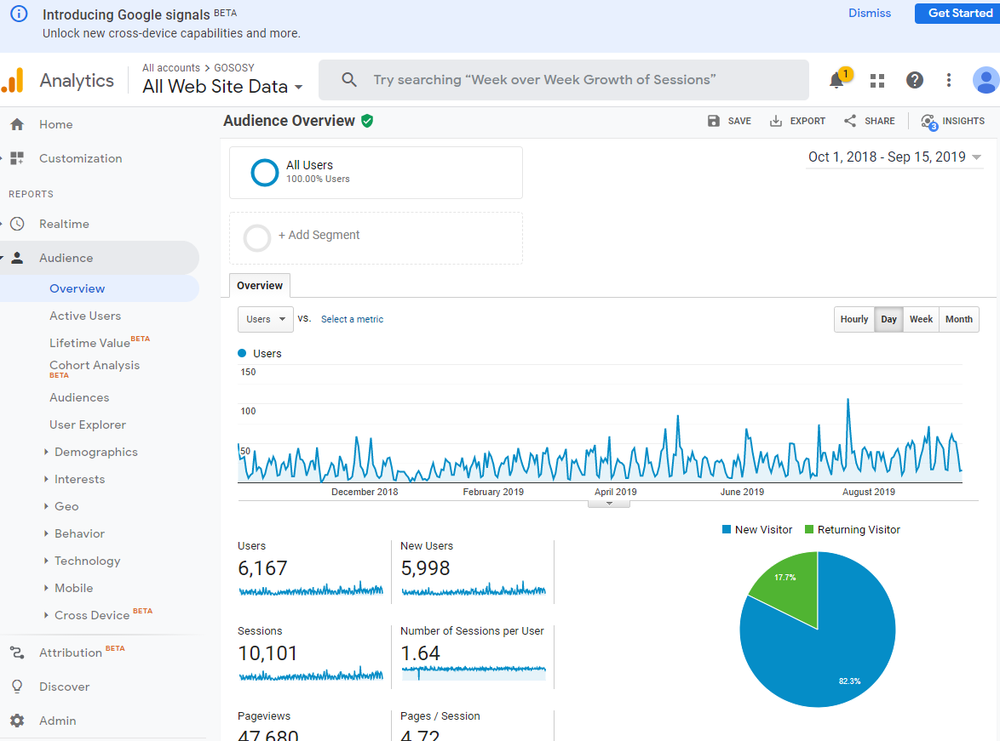 Introducing Google signals BETA
Unlock new cross-device capabilities and more.
Dismiss
Get Started
Analytics
All accounts > GOSOSY
All Web Site Data
Try searching “Week over Week Growth of Sessions”
1
Home
Customization
REPORTS
Realtime
Audience
Overview
Active Users
Lifetime Value BETA
Cohort Analysis
BETA
Audiences
User Explorer
Demographics
Interests
Geo
Behavior
Technology
Mobile
Cross Device BETA
Attribution BETA
Discover
Admin
Audience Overview
SAVE
EXPORT
SHARE
3
INSIGHTS
All Users
100.00% Users
Oct 1, 2018 - Sep 15, 2019
+ Add Segment
Overview
Users
VS.
Select a metric
Hourly
Day
Week
Month
Users
150
100
50
December 2018
February 2019
April 2019
June 2019
August 2019
New Visitor
Returning Visitor
17.7%
82.3%
Users
6,167
New Users
5,998
Sessions
10,101
Number of Sessions per User
1.64
Pageviews
47,680
Pages / Session
4.72